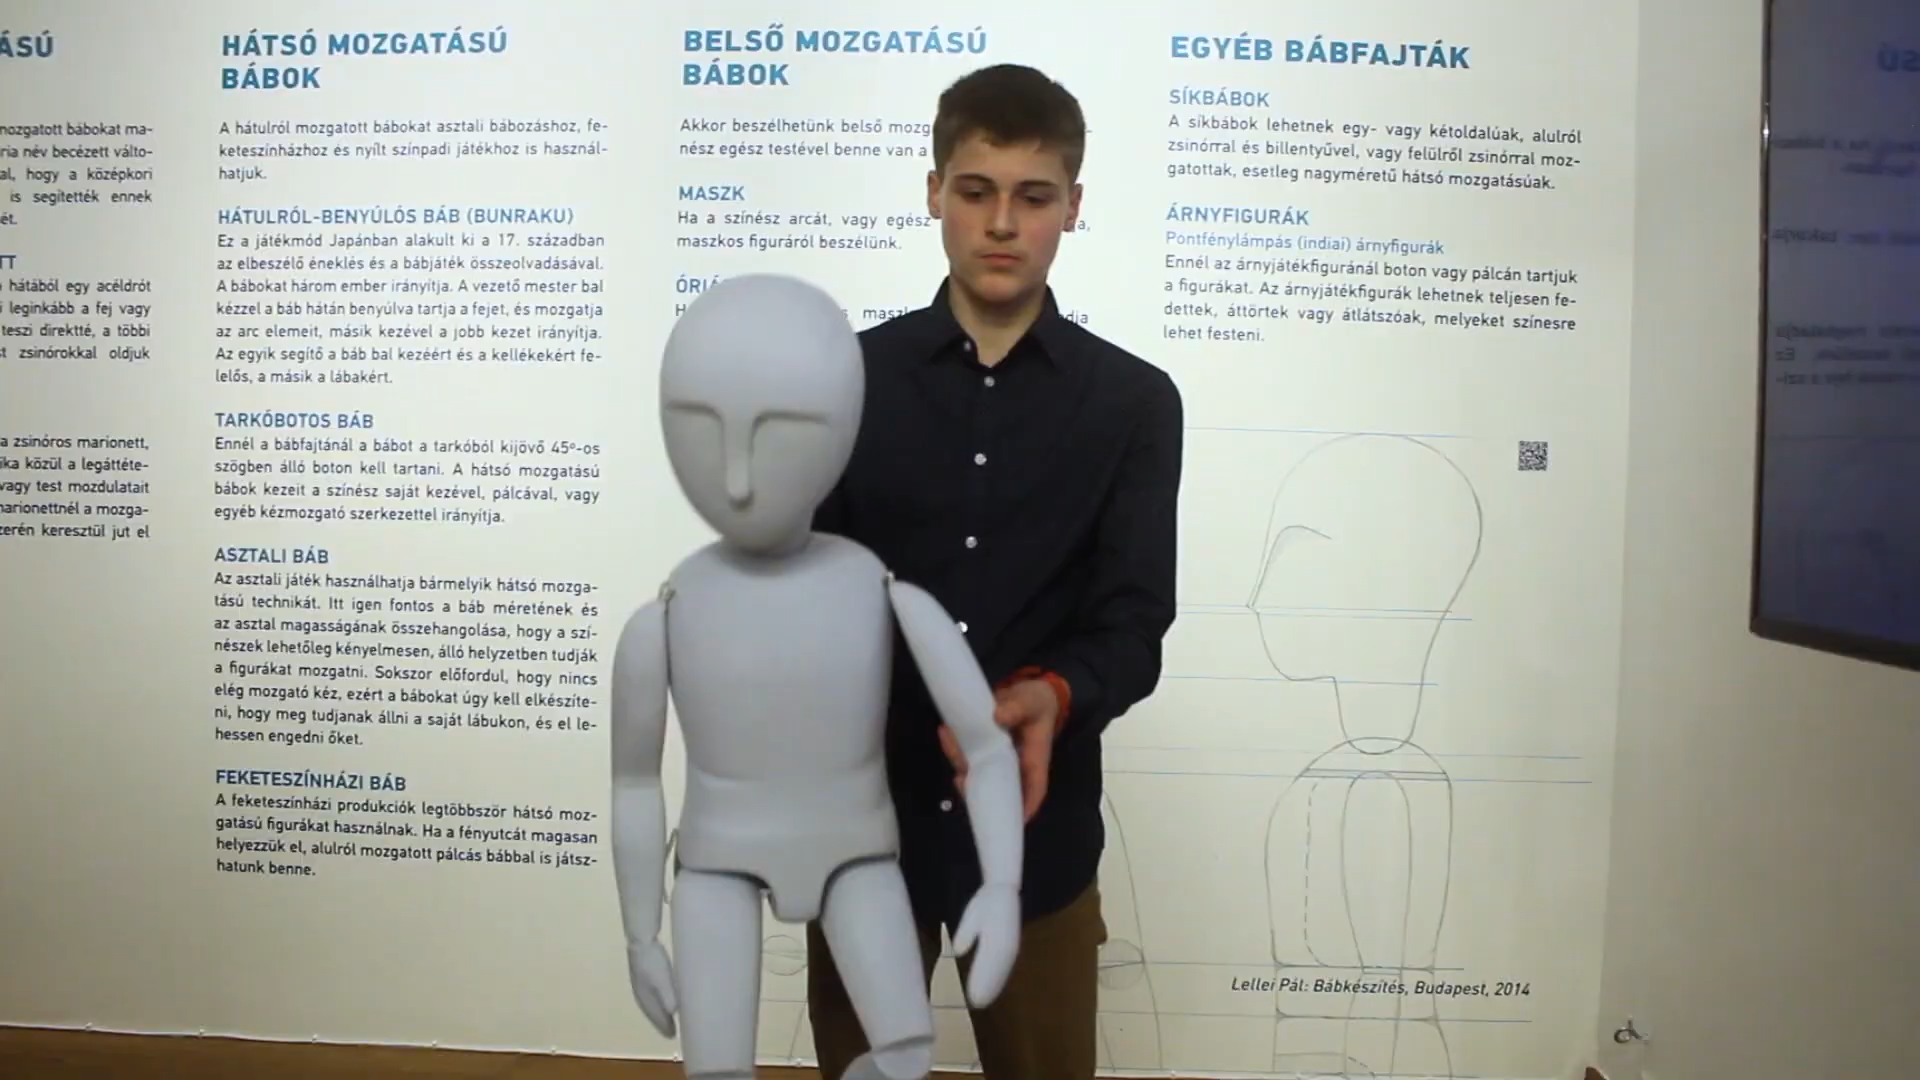 ÁSÚ
mozgatott bábokat ma-
ria név becézett válto-
al, hogy a középkori
is segítették ennek
ét.
TT
hátából egy acéldrót
leginkább a fej vagy
teszi direktté, a többi
st zsinórokkal oldjuk
a zsinóros marionett,
ika közül a legáttéte-
vagy test mozdulatait
marionettnél a mozga-
zerén keresztül jut el
HÁTSÓ MOZGATÁSÚ
BÁBOK
A hátulról mozgatott bábokat asztali bábozáshoz, fe-
keteszínházhoz és nyílt színpadi játékhoz is használ-
hatjuk.
HÁTULRÓL-BENYÚLÓS BÁB (BUNRAKU)
Ez a játékmód Japánban alakult ki a 17. században
az elbeszélő éneklés és a bábjáték összeolvadásával.
A bábokat három ember irányítja. A vezető mester bal
kézzel a báb hátán benyúlva tartja a fejet, és mozgatja
az arc elemeit, másik kezével a jobb kezet irányítja.
Az egyik segítő a báb bal kezéért és a kellékekért fe-
lelős, a másik a lábakért.
TARKÓBOTOS BÁB
Ennél a bábfajtánál a bábot a tarkóból kijövő 45°-os
szögben álló boton kell tartani. A hátsó mozgatású
bábok kezeit a színész saját kezével, pálcával, vagy
egyéb kézmozgató szerkezettel irányítja.
ASZTALI BÁB
Az asztali játék használhatja bármelyik hátsó mozga-
tású technikát. Itt igen fontos a báb méretének és
az asztal magasságának összehangolása, hogy a szí-
nészek lehetőleg kényelmesen, álló helyzetben tudják
a figurákat mozgatni. Sokszor előfordul, hogy nincs
elég mozgató kéz, ezért a bábokat úgy kell elkészíte-
ni, hogy meg tudjanak állni a saját lábukon, és el le-
hessen engedni őket.
FEKETESZÍNHÁZI BÁB
A feketeszínházi produkciók legtöbbször hátsó moz-
gatású figurákat használnak. Ha a fényutcát magasan
helyezzük el, alulról mozgatott pálcás bábbal is játsz-
hatunk benne.
BELSŐ MOZGATÁSÚ
BÁBOK
Akkor beszélhetünk belső mozg
nész egész testével benne van a
MASZK
Ha a színész arcát, vagy egész
maszkos figuráról beszélünk.
ÓRIÁ
EGYÉB BÁBFAJTÁK
SÍKBÁBOK
A síkbábok lehetnek egy- vagy kétoldalúak, alulról
zsinórral és billentyűvel, vagy felülről zsinórral moz-
gatottak, esetleg nagyméretű hátsó mozgatásúak.
ÁRNYFIGURÁK
Pontfénylámpás (indiai) árnyfigurák
Ennél az árnyjátékfiguránál boton vagy pálcán tartjuk
a figurákat. Az árnyjátékfigurák lehetnek teljesen fe-
dettek, áttörtek vagy átlátszóak, melyeket színesre
lehet festeni.
Lellei Pál: Bábkészítés, Budapest, 2014